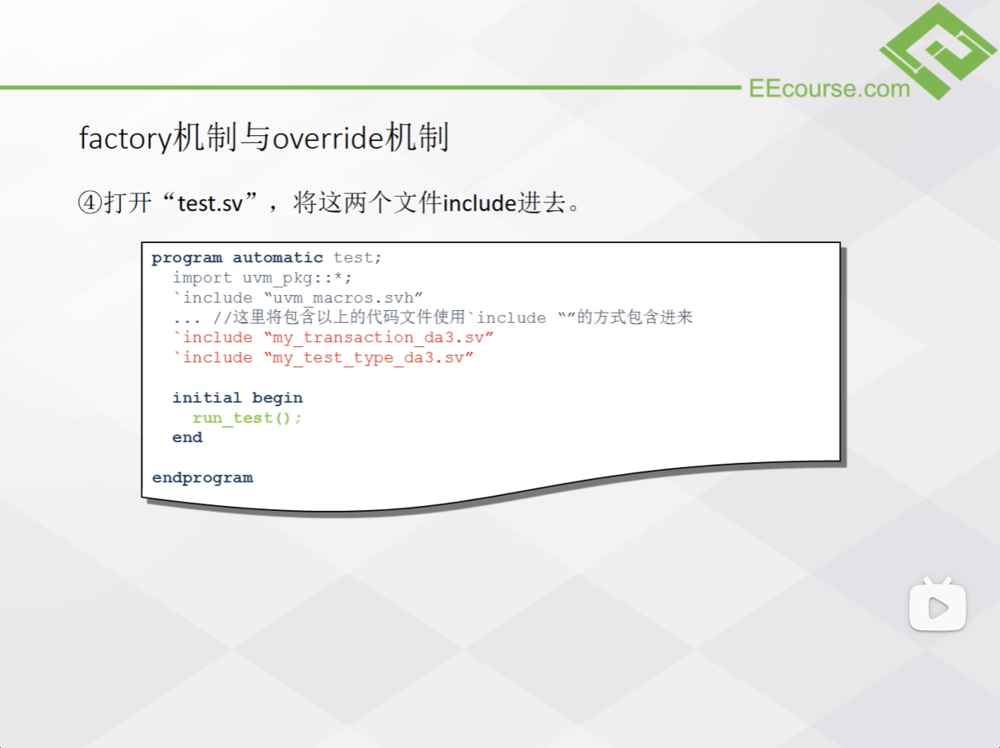 EEcourse.com
factory机制与override机制
④打开“test.sv”，将这两个文件include进去。
program automatic test;
import uvm_pkg::*;
`include “uvm_macros.svh”
... //这里将包含以上的代码文件使用`include “”的方式包含进来
`include “my_transaction_da3.sv”
`include “my_test_type_da3.sv”
initial begin
run_test();
end
endprogram